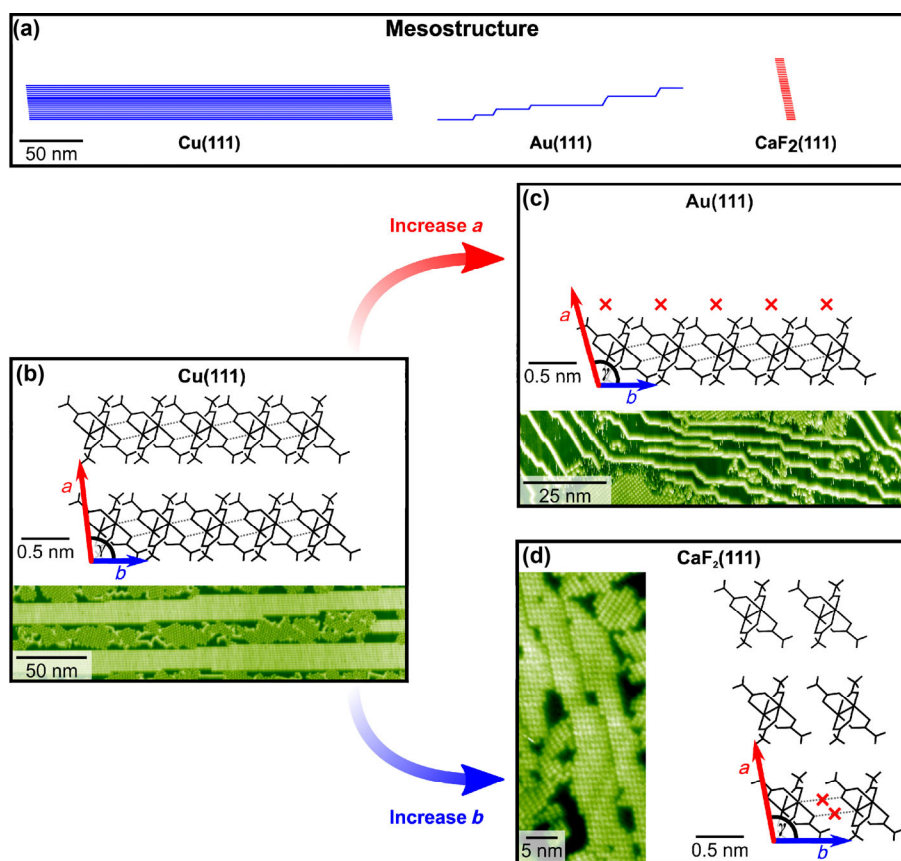 (a) Mesostructure
50 nm
Cu(111)
Au(111)
CaF2(111)
Increase a
(c) Au(111)
a
0.5 nm
γ
b
25 nm
(b) Cu(111)
a
0.5 nm
γ
b
50 nm
Increase b
(d) CaF₂(111)
a
γ
b
5 nm
0.5 nm